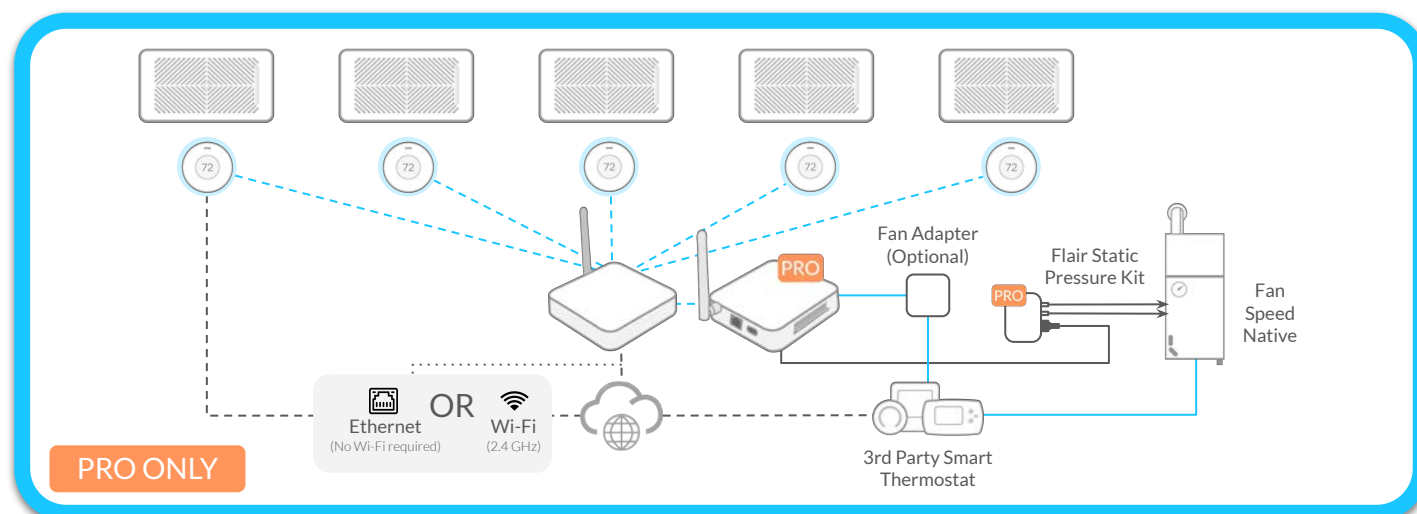 72
72
72
72
72
PRO
Fan Adapter
(Optional)
Flair Static
Pressure Kit
PRO
Fan
Speed
Native
Ethernet
(No Wi-Fi required)
OR
Wi-Fi
(2.4 GHz)
3rd Party Smart
Thermostat
PRO ONLY